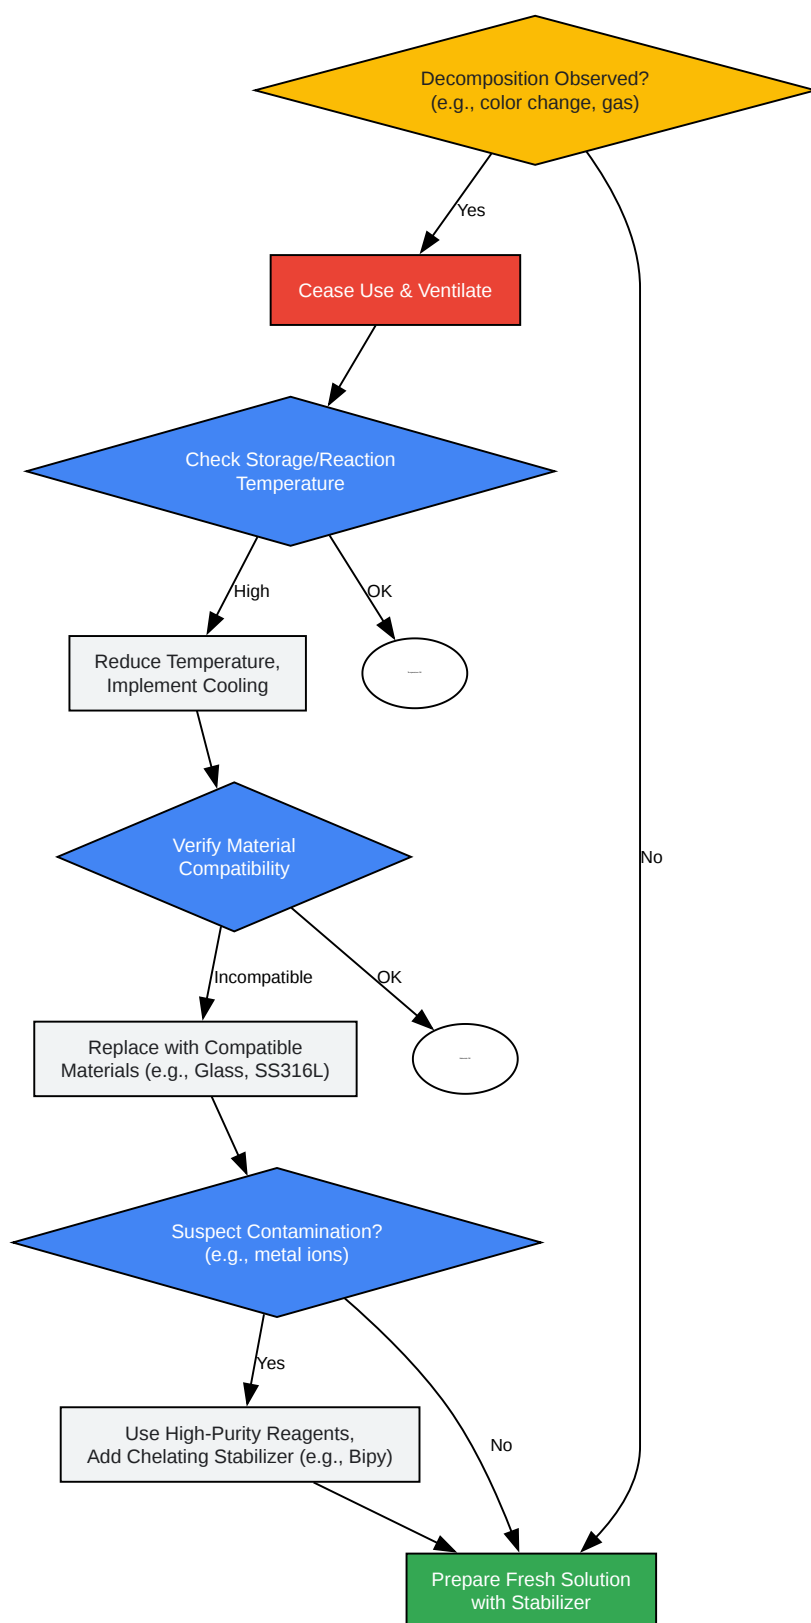 Decomposition Observed?
(e.g., color change, gas)
Yes
Cease Use & Ventilate
Check Storage/Reaction
Temperature
High
OK
Reduce Temperature,
Implement Cooling
Verify Material
Compatibility
No
Incompatible
OK
Replace with Compatible
Materials (e.g., Glass, SS316L)
Suspect Contamination?
(e.g., metal ions)
Yes
Use High-Purity Reagents,
Add Chelating Stabilizer (e.g., Bipy)
No
Prepare Fresh Solution
with Stabilizer